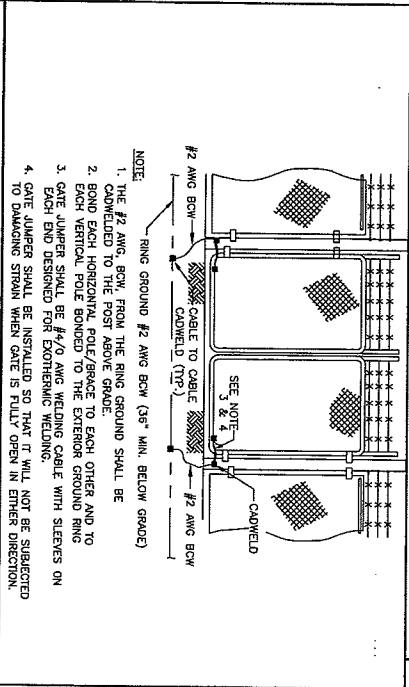 SEE NOTE
3 & 4
CADWELD
#2 AWG BCW
CABLE TO CABLE
CADWELD (TYP.)
#2 AWG BCW
RING GROUND #2 AWG BCW (36" MIN. BELOW GRADE)
NOTE:
1. THE #2 AWG, BCW, FROM THE RING GROUND SHALL BE
CADWELDED TO THE POST ABOVE GRADE.
2. BOND EACH HORIZONTAL POLE/BRACE TO EACH OTHER AND TO
EACH VERTICAL POLE BONDED TO THE EXTERIOR GROUND RING
3. GATE JUMPER SHALL BE #4/0 AWG WELDING CABLE WITH SLEEVES ON
EACH END DESIGNED FOR EXOTHERMIC WELDING.
4. GATE JUMPER SHALL BE INSTALLED SO THAT IT WILL NOT BE SUBJECTED
TO DAMAGING STRAIN WHEN GATE IS FULLY OPEN IN EITHER DIRECTION.